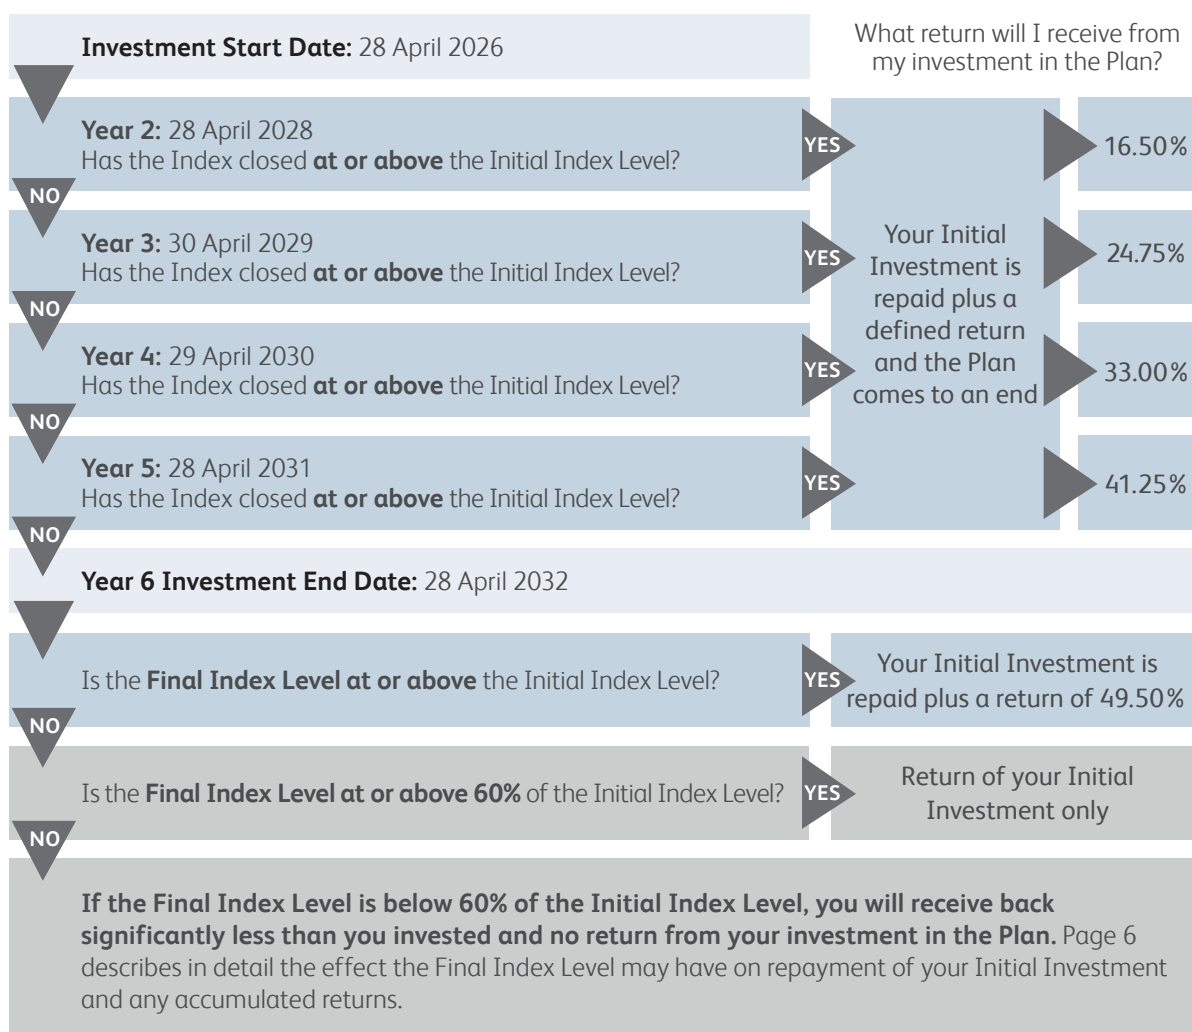 Investment Start Date: 28 April 2026
What return will I receive from
my investment in the Plan?
Year 2: 28 April 2028
Has the Index closed at or above the Initial Index Level?
YES
16.50%
NO
Year 3: 30 April 2029
Has the Index closed at or above the Initial Index Level?
YES
24.75%
NO
Year 4: 29 April 2030
Has the Index closed at or above the Initial Index Level?
YES
33.00%
NO
Year 5: 28 April 2031
Has the Index closed at or above the Initial Index Level?
YES
41.25%
Your Initial
Investment is
repaid plus a
defined return
and the Plan
comes to an end
NO
Year 6 Investment End Date: 28 April 2032
Is the Final Index Level at or above the Initial Index Level?
YES
Your Initial Investment is
repaid plus a return of 49.50%
NO
Is the Final Index Level at or above 60% of the Initial Index Level?
YES
Return of your Initial
Investment only
NO
If the Final Index Level is below 60% of the Initial Index Level, you will receive back
significantly less than you invested and no return from your investment in the Plan. Page 6
describes in detail the effect the Final Index Level may have on repayment of your Initial Investment
and any accumulated returns.